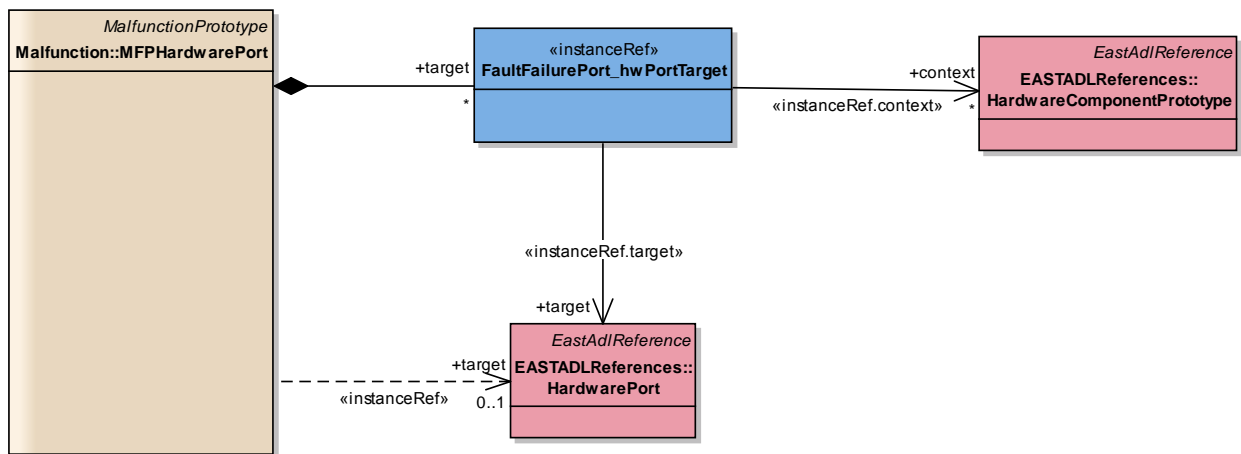 MalfunctionPrototype
Malfunction::MFPHardwarePort
+target
*
«instanceRef»
FaultFailurePort_hwPortTarget
+context
«instanceRef.context»
*
EastAdlReference
EASTADLReferences::
HardwareComponentPrototype
«instanceRef.target»
+target
+target
«instanceRef»
0..1
EastAdlReference
EASTADLReferences::
HardwarePort